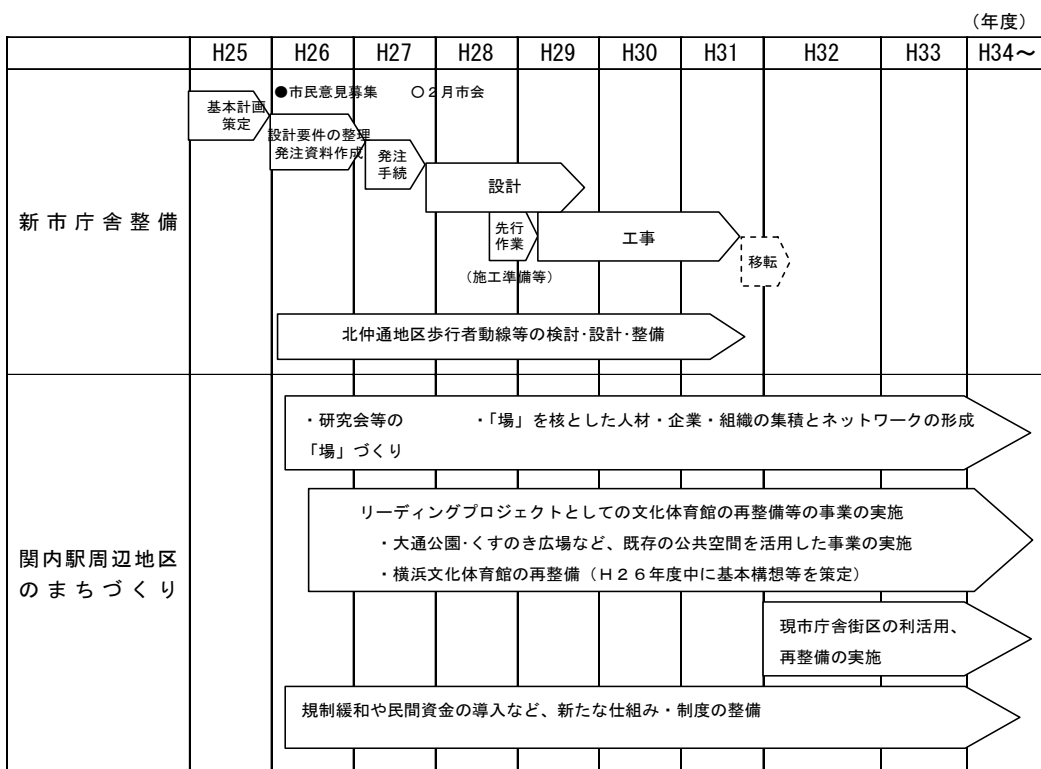 （年度）
H25 H26 H27 H28 H29 H30 H31 H32 H33 H34～
新市庁舎整備
●市民意見募集 ○２月市会
基本計画
策定
設計要件の整理
発注資料作成
発注
手続
設計
先行
作業
工事
（施工準備等）
移転
北仲通地区歩行者動線等の検討・設計・整備
関内駅周辺地区
のまちづくり
・研究会等の ・「場」を核とした人材・企業・組織の集積とネットワークの形成
「場」づくり
リーディングプロジェクトとしての文化体育館の再整備等の事業の実施
・大通公園・くすのき広場など、既存の公共空間を活用した事業の実施
・横浜文化体育館の再整備（Ｈ２６年度中に基本構想等を策定）
現市庁舎街区の利活用、
再整備の実施
規制緩和や民間資金の導入など、新たな仕組み・制度の整備